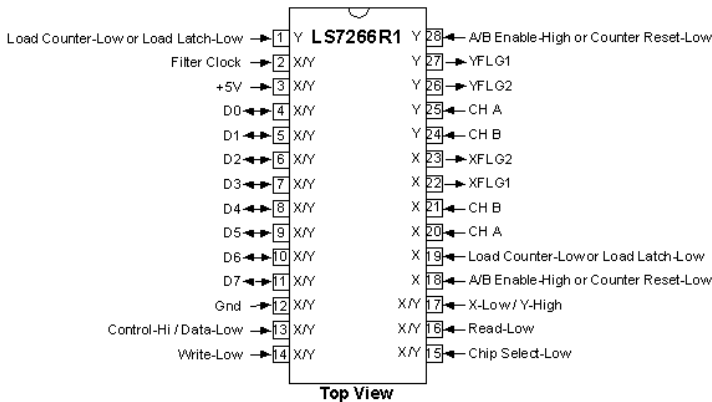 Load Counter-Low or Load Latch-Low 1 Y LS7266R1 Y 28 A/B Enable-High or Counter Reset-Low
Filter Clock 2 X/Y Y 27 YFLG1
+5V 3 X/Y Y 26 YFLG2
D0 4 X/Y Y 25 CH A
D1 5 X/Y Y 24 CH B
D2 6 X/Y X 23 XFLG2
D3 7 X/Y X 22 XFLG1
D4 8 X/Y X 21 CH B
D5 9 X/Y X 20 CH A
D6 10 X/Y X 19 Load Counter-Low or Load Latch-Low
D7 11 X/Y X 18 A/B Enable-High or Counter Reset-Low
Gnd 12 X/Y X/Y 17 X-Low / Y-High
Control-Hi / Data-Low 13 X/Y X/Y 16 Read-Low
Write-Low 14 X/Y X/Y 15 Chip Select-Low
Top View